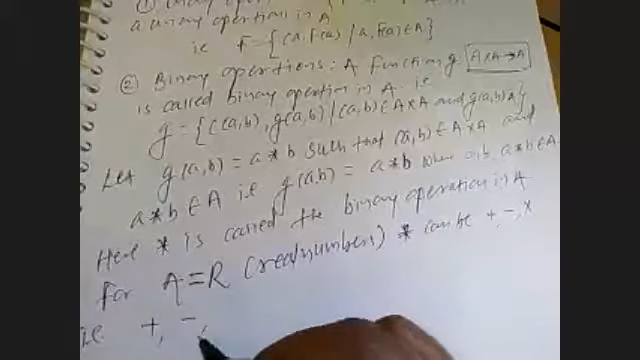 a unary operation in A
ie F = {(a, F(a) / a, F(a) ∈ A}
② Binary operations: A function g A×A→A
is called binary operation in A ie
g = {((a,b), g(a,b) / (a,b) ∈ A×A and g(a,b) A}
Let g(a,b) = a * b such that (a,b) ∈ A×A and
a * b ∈ A ie g(a,b) = a * b when a,b, a*b ∈ A
Here * is called the binary operation in A
for A = R (real numbers) * can be +, -, ×
ie. +, -,